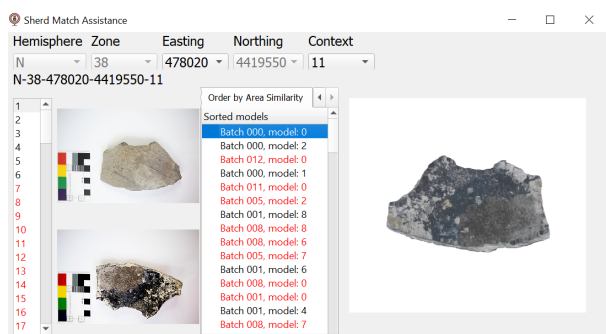 Sherd Match Assistance
Hemisphere Zone Easting Northing Context
N 38 478020 4419550 11
N-38-478020-4419550-11
Order by Area Similarity
Sorted models
1
2
3
4
5
6
7
8
9
10
11
12
13
14
15
16
17
Batch 000, model: 0
Batch 000, model: 2
Batch 012, model: 0
Batch 000, model: 1
Batch 011, model: 0
Batch 005, model: 2
Batch 001, model: 8
Batch 008, model: 8
Batch 008, model: 6
Batch 005, model: 7
Batch 001, model: 6
Batch 008, model: 0
Batch 001, model: 0
Batch 001, model: 4
Batch 008, model: 7